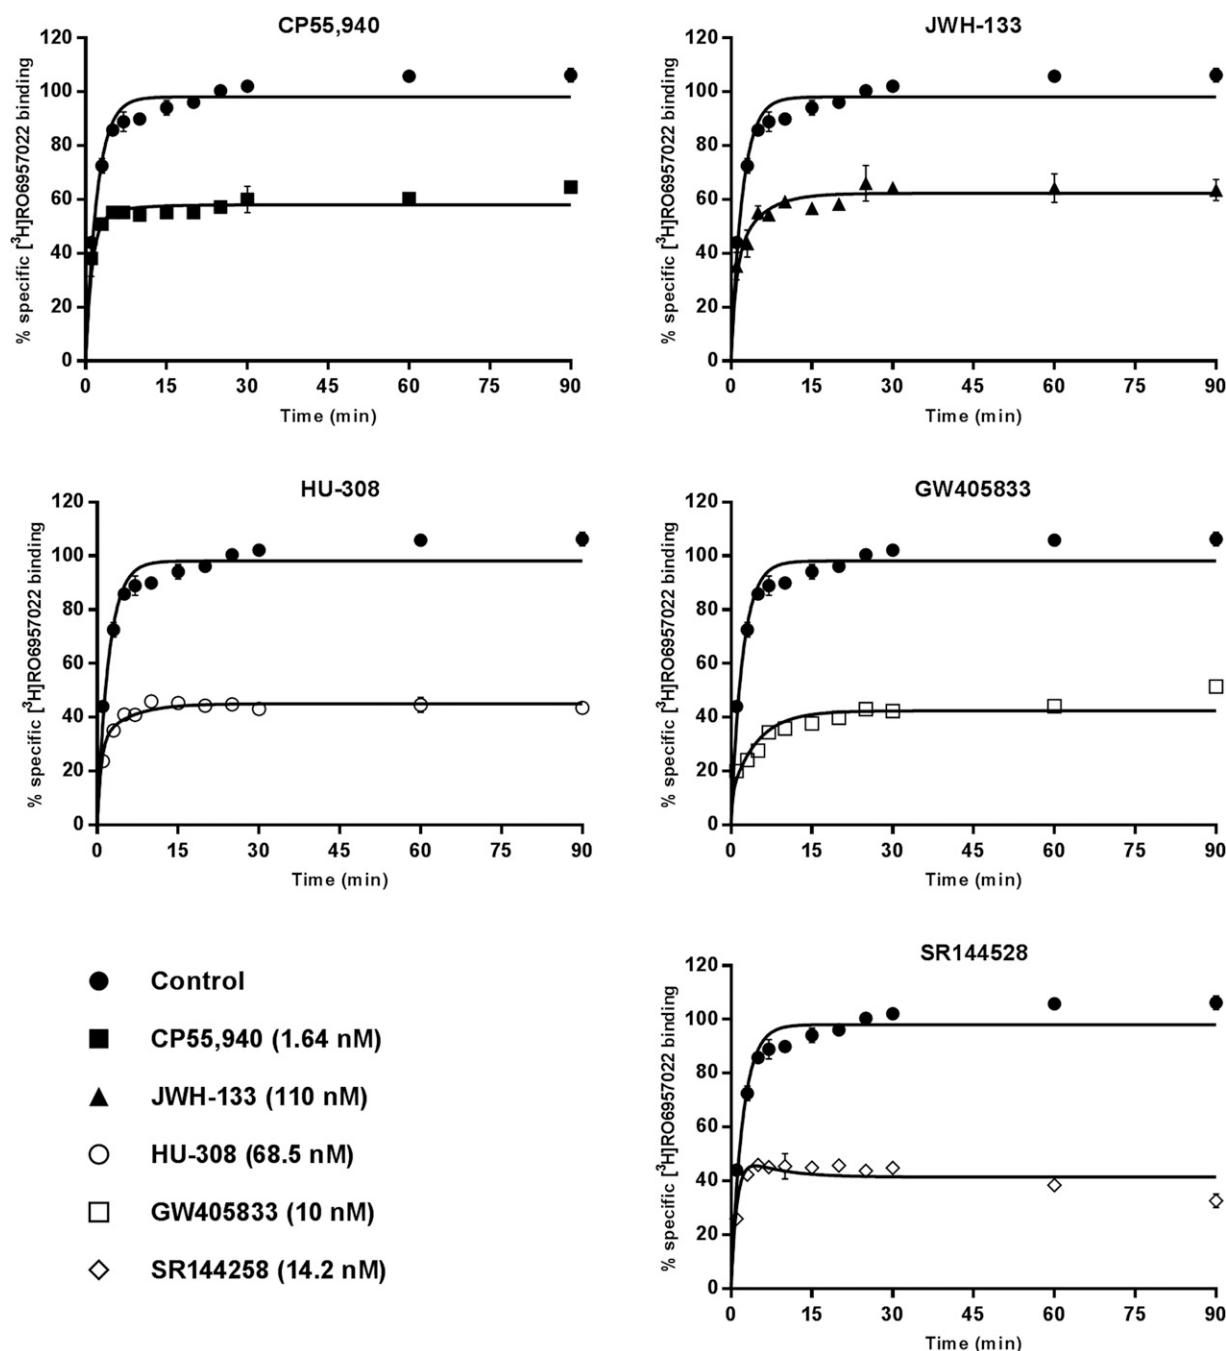 CP55,940
% specific [³H]RO6957022 binding
120
100
80
60
40
20
0
0 15 30 45 60 75 90
Time (min)
JWH-133
% specific [³H]RO6957022 binding
120
100
80
60
40
20
0
0 15 30 45 60 75 90
Time (min)
HU-308
% specific [³H]RO6957022 binding
120
100
80
60
40
20
0
0 15 30 45 60 75 90
Time (min)
GW405833
% specific [³H]RO6957022 binding
120
100
80
60
40
20
0
0 15 30 45 60 75 90
Time (min)
Control
CP55,940 (1.64 nM)
JWH-133 (110 nM)
HU-308 (68.5 nM)
GW405833 (10 nM)
SR144258 (14.2 nM)
SR144528
% specific [³H]RO6957022 binding
120
100
80
60
40
20
0
0 15 30 45 60 75 90
Time (min)